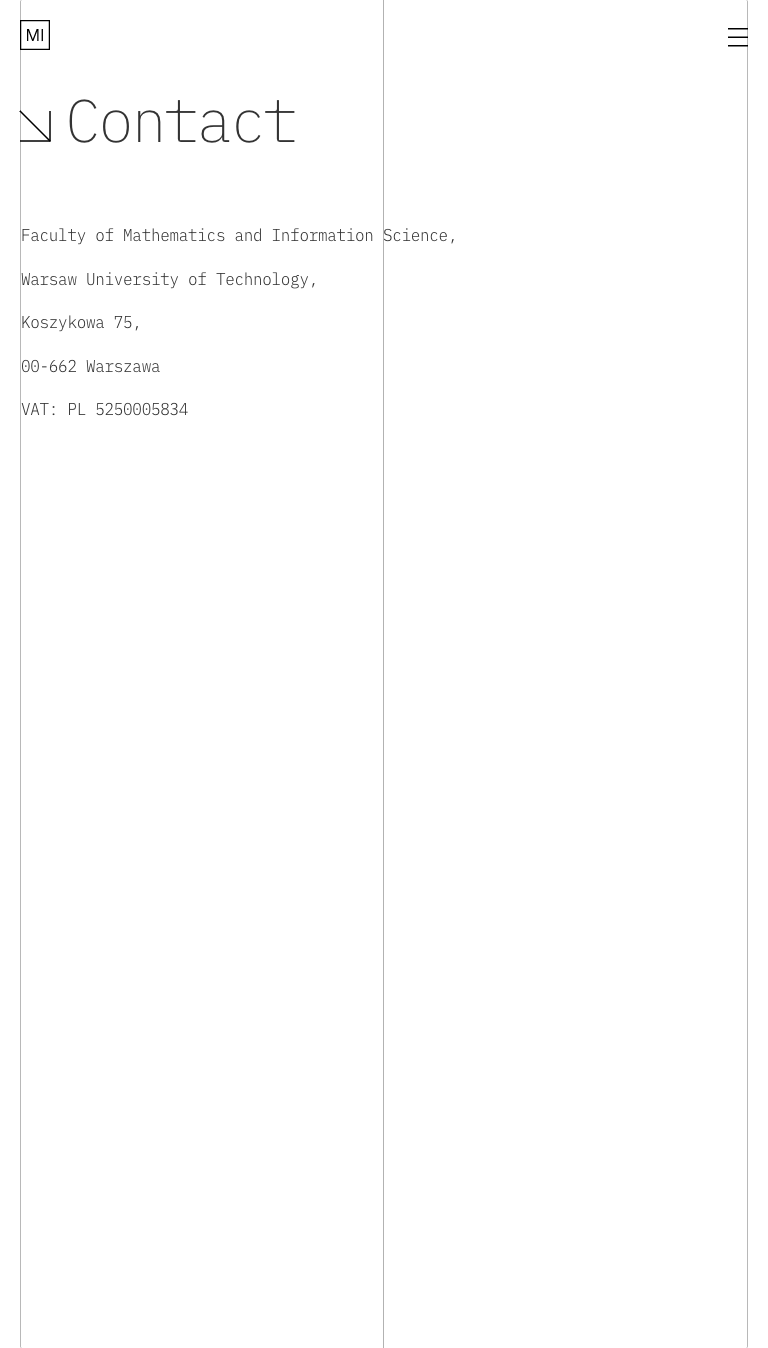 MI
Contact
Faculty of Mathematics and Information Science,
Warsaw University of Technology,
Koszykowa 75,
00-662 Warszawa
VAT: PL 5250005834